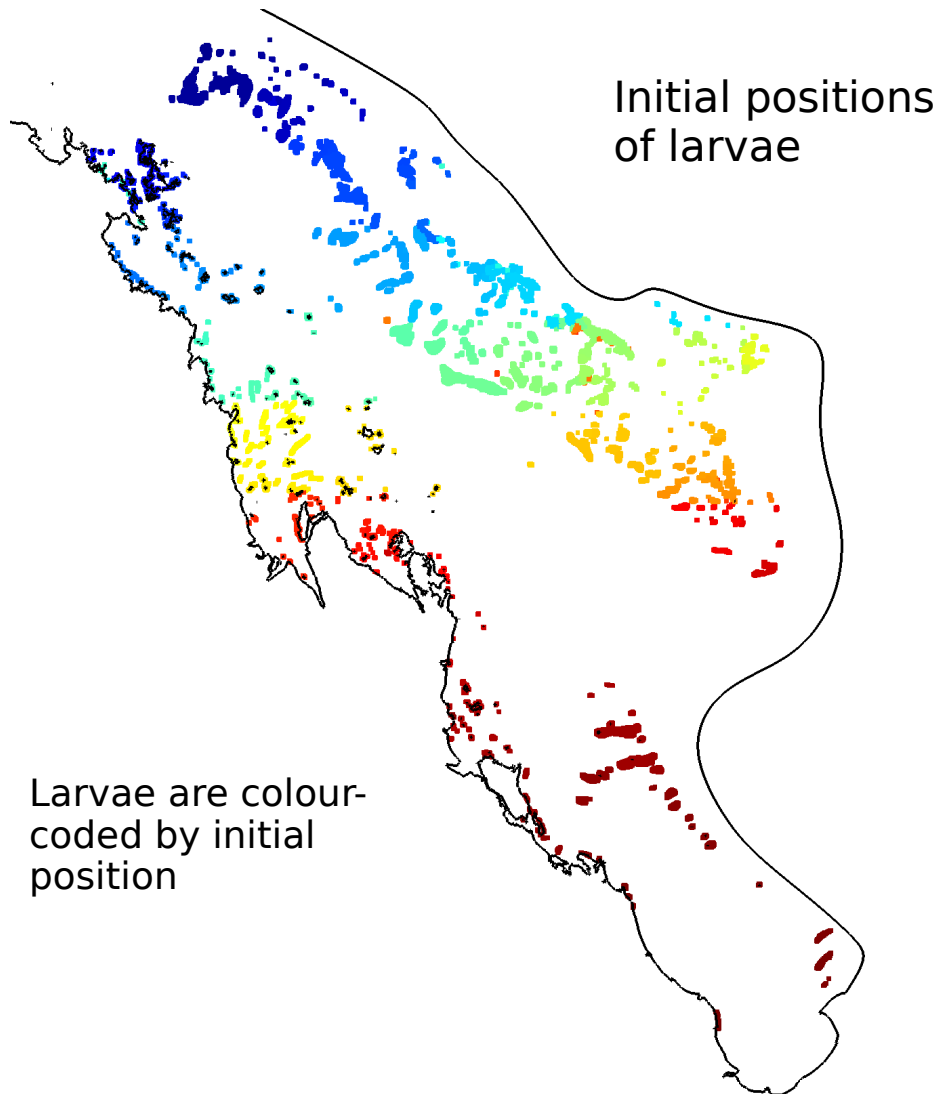 Initial positions
of larvae
Larvae are colour-
coded by initial
position